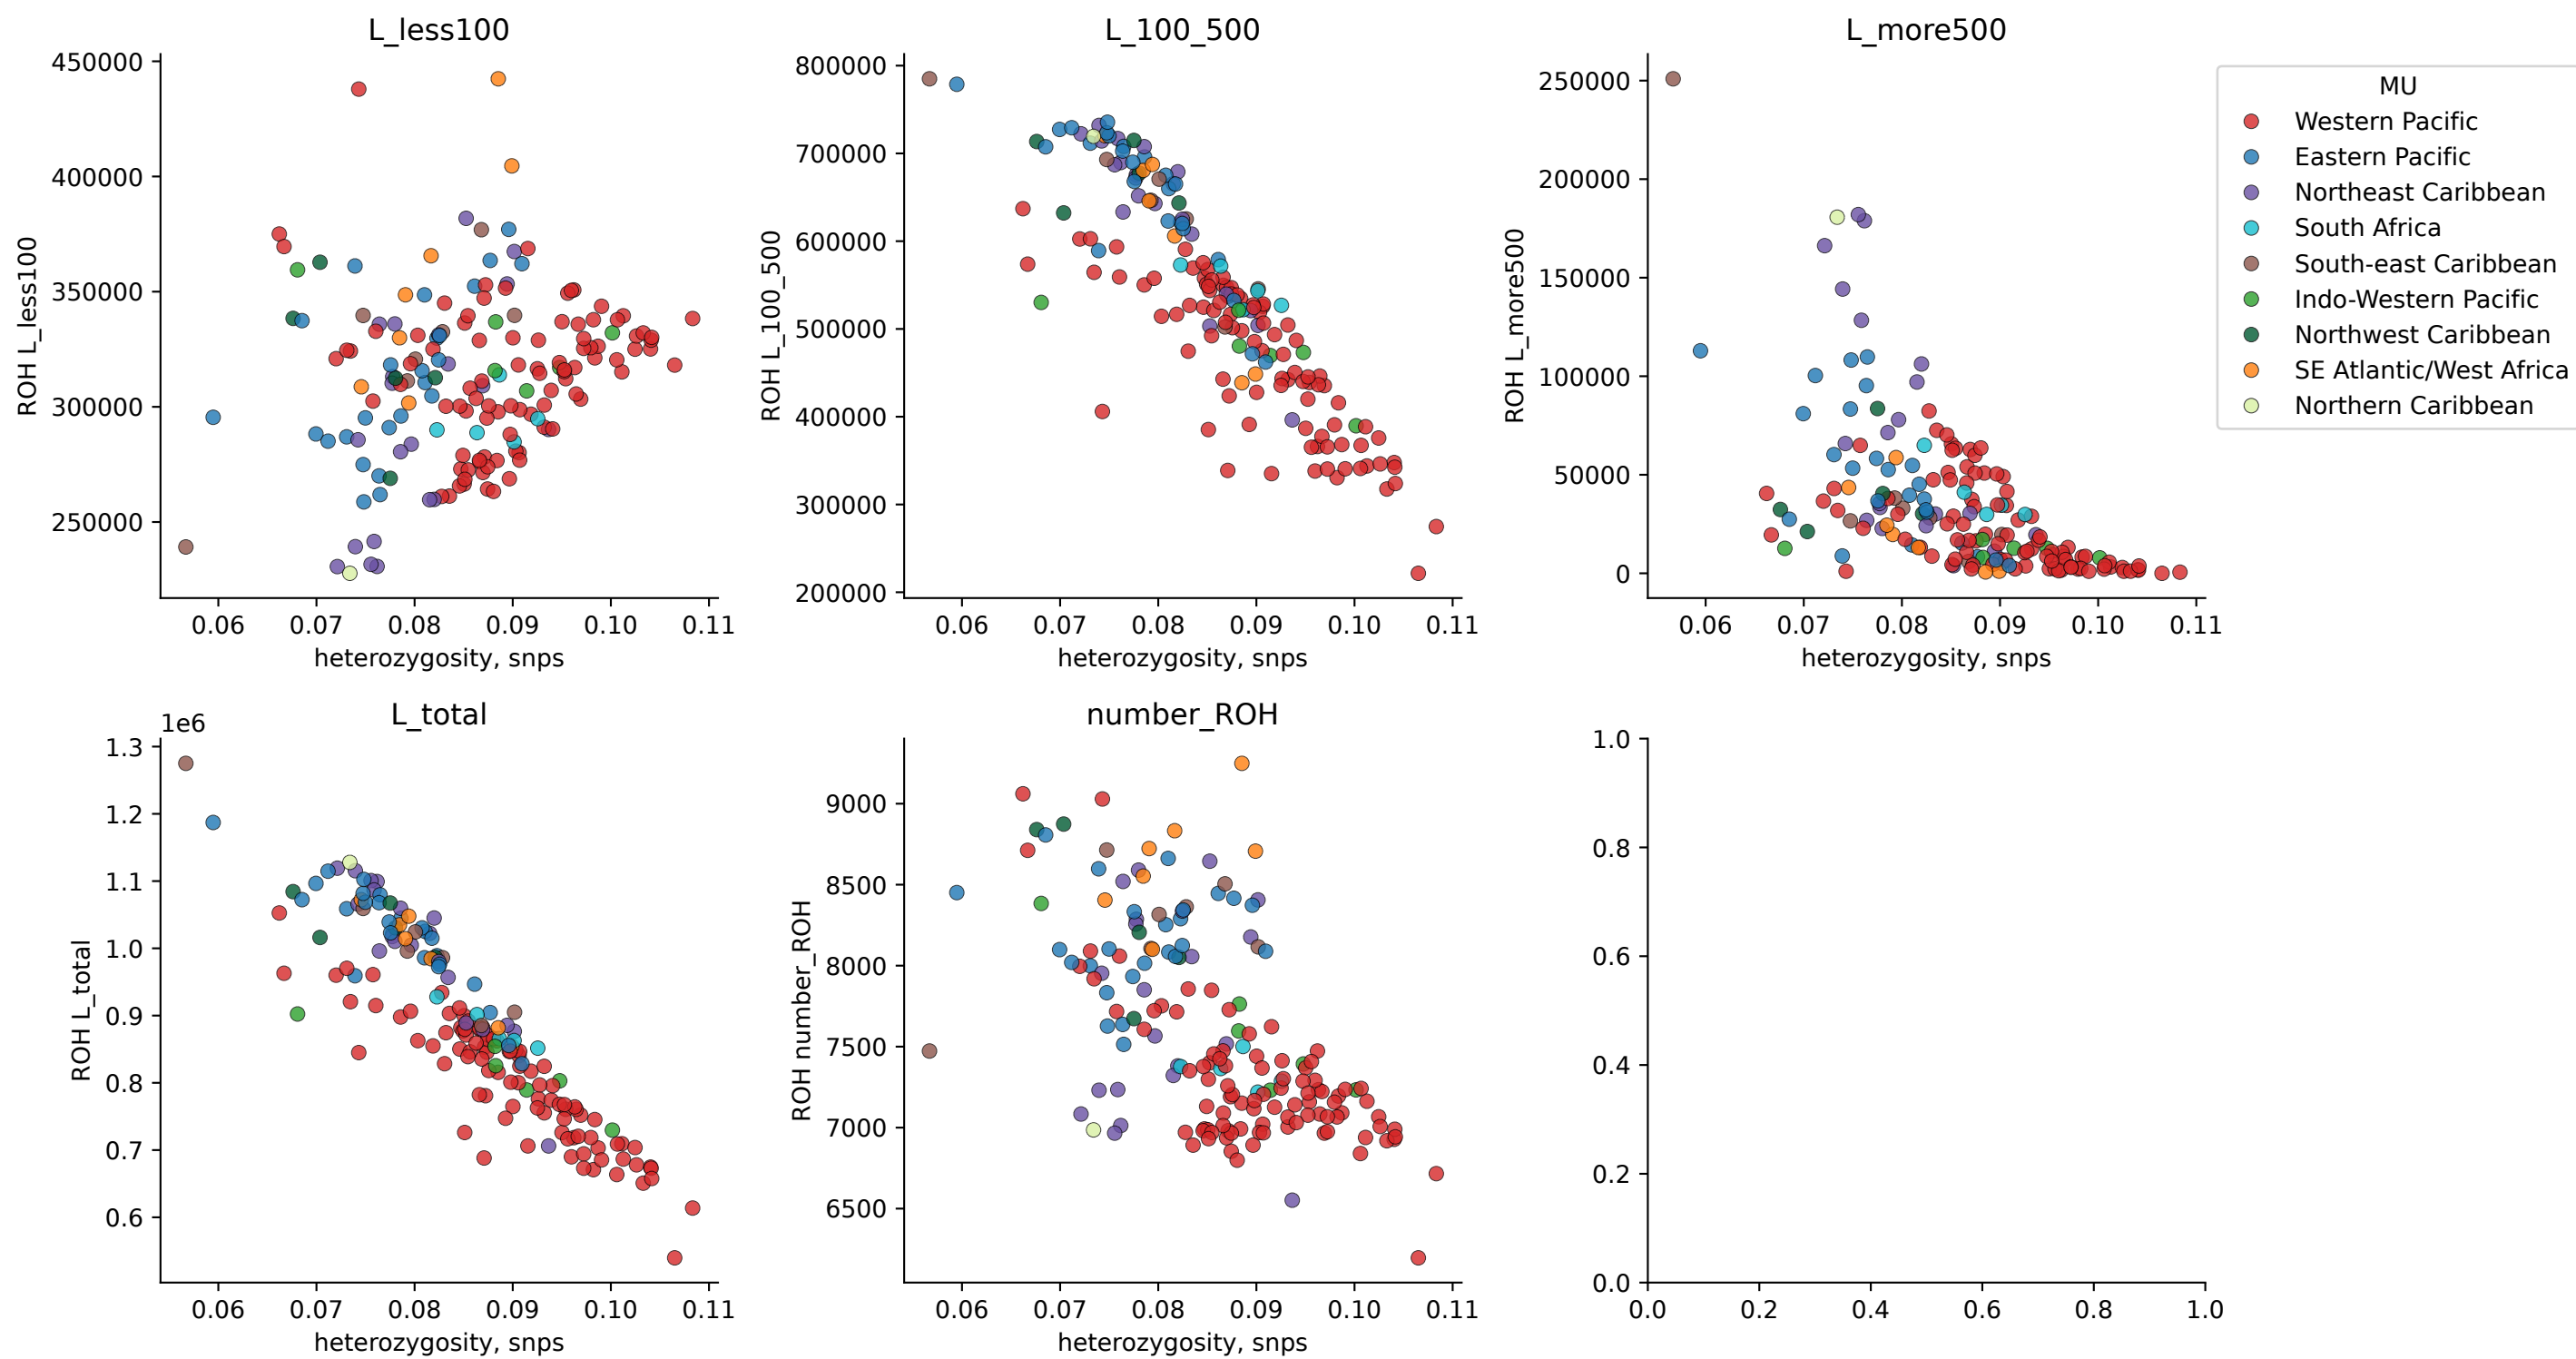 L_less100
ROH L_less100
450000
400000
350000
300000
250000
0.06 0.07 0.08 0.09 0.10 0.11
heterozygosity, snps
L_100_500
ROH L_100_500
800000
700000
600000
500000
400000
300000
200000
0.06 0.07 0.08 0.09 0.10 0.11
heterozygosity, snps
L_more500
ROH L_more500
250000
200000
150000
100000
50000
0
0.06 0.07 0.08 0.09 0.10 0.11
heterozygosity, snps
MU
Western Pacific
Eastern Pacific
Northeast Caribbean
South Africa
South-east Caribbean
Indo-Western Pacific
Northwest Caribbean
SE Atlantic/West Africa
Northern Caribbean
L_total
1e6
ROH L_total
1.3
1.2
1.1
1.0
0.9
0.8
0.7
0.6
0.06 0.07 0.08 0.09 0.10 0.11
heterozygosity, snps
number_ROH
ROH number_ROH
9000
8500
8000
7500
7000
6500
0.06 0.07 0.08 0.09 0.10 0.11
heterozygosity, snps
1.0
0.8
0.6
0.4
0.2
0.0
0.0 0.2 0.4 0.6 0.8 1.0